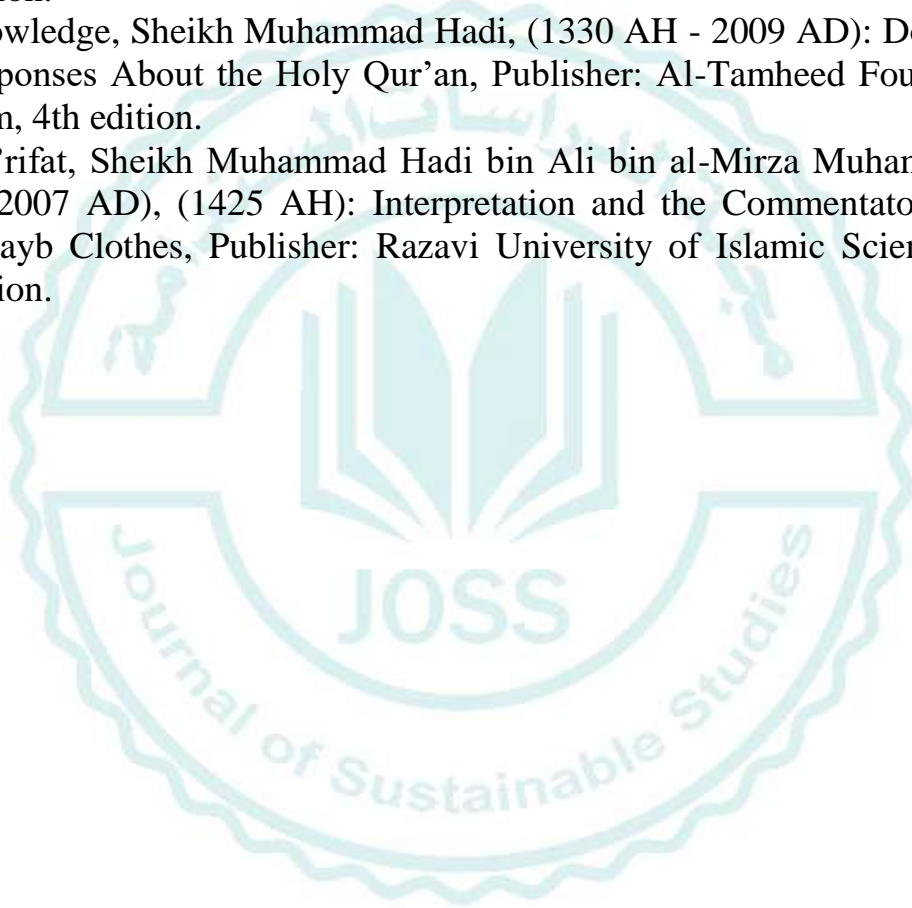 ion.
owledge, Sheikh Muhammad Hadi, (1330 AH - 2009 AD): D
ponses About the Holy Qur’an, Publisher: Al-Tamheed Fou
m, 4th edition.
’rifat, Sheikh Muhammad Hadi bin Ali bin al-Mirza Muha
2007 AD), (1425 AH): Interpretation and the Commentato
ayb Clothes, Publisher: Razavi University of Islamic Scien
ion.
JOSS
Journal of Sustainable Studies